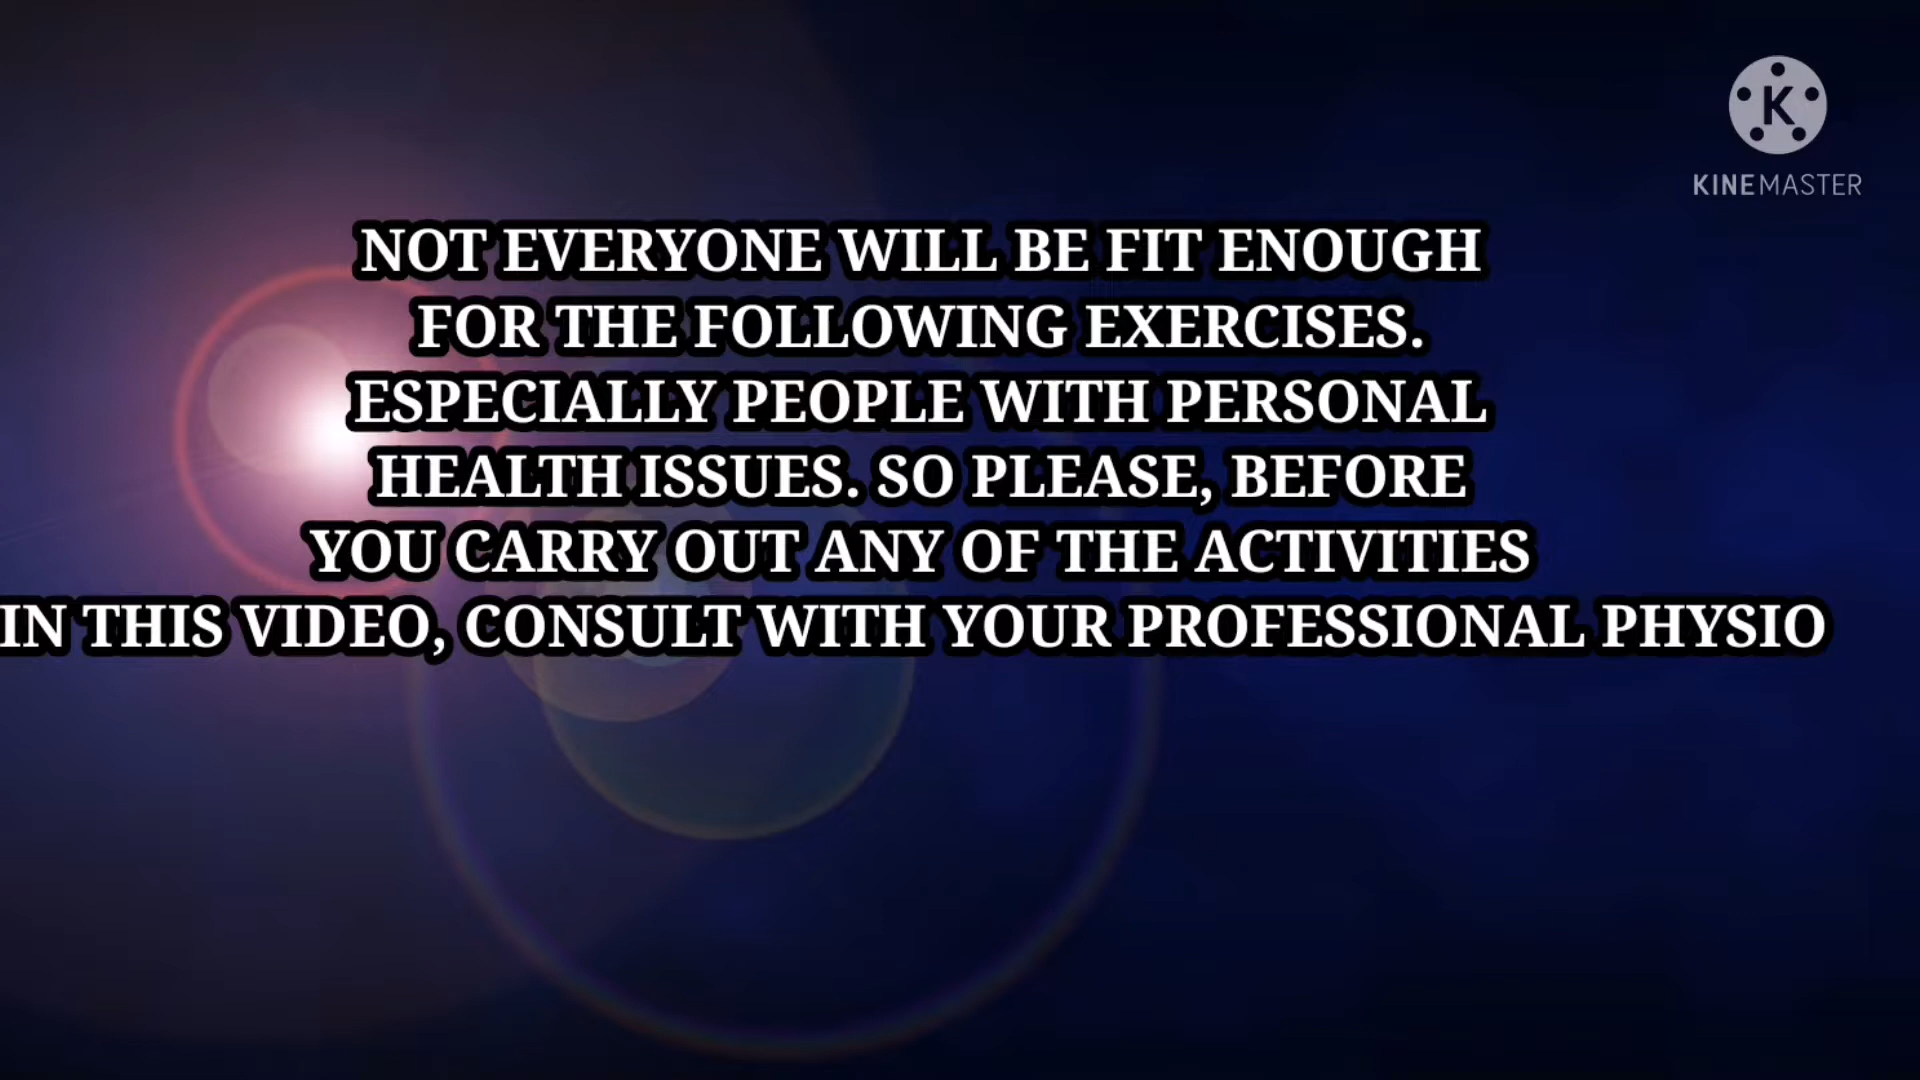 K
KINEMASTER
NOT EVERYONE WILL BE FIT ENOUGH
FOR THE FOLLOWING EXERCISES.
ESPECIALLY PEOPLE WITH PERSONAL
HEALTH ISSUES. SO PLEASE, BEFORE
YOU CARRY OUT ANY OF THE ACTIVITIES
IN THIS VIDEO, CONSULT WITH YOUR PROFESSIONAL PHYSIO